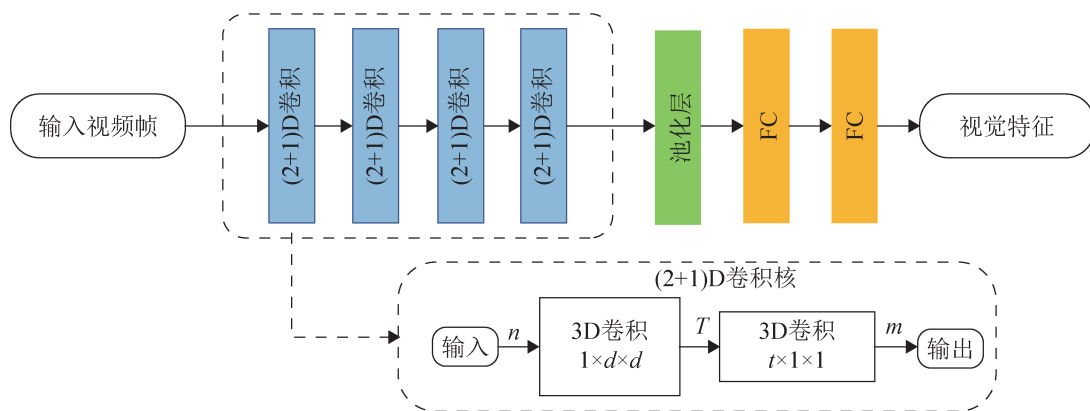 输入视频帧
(2+1)D卷积
(2+1)D卷积
(2+1)D卷积
(2+1)D卷积
池化层
FC
FC
视觉特征
(2+1)D卷积核
输入
n
3D卷积
1×d×d
T
3D卷积
t×1×1
m
输出